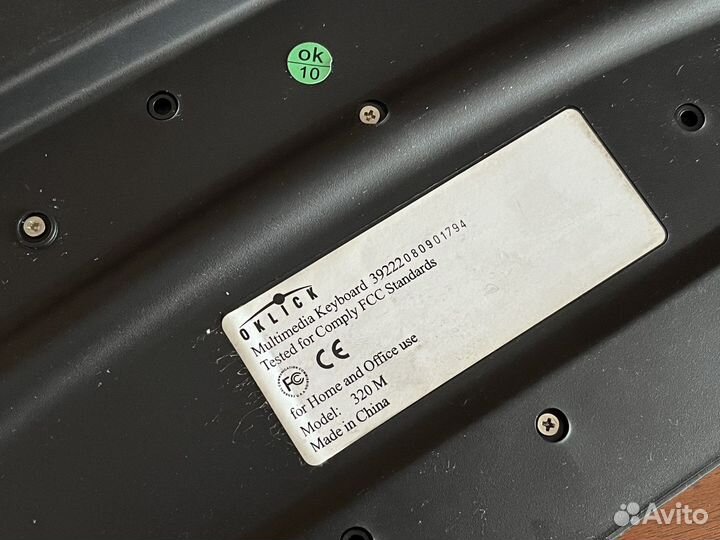 ok
10
OKLICK
Multimedia Keyboard 39222080901794
Tested for Comply FCC Standards
FC CE
for Home and Office use
Model: 320 M
Made in China
Avito